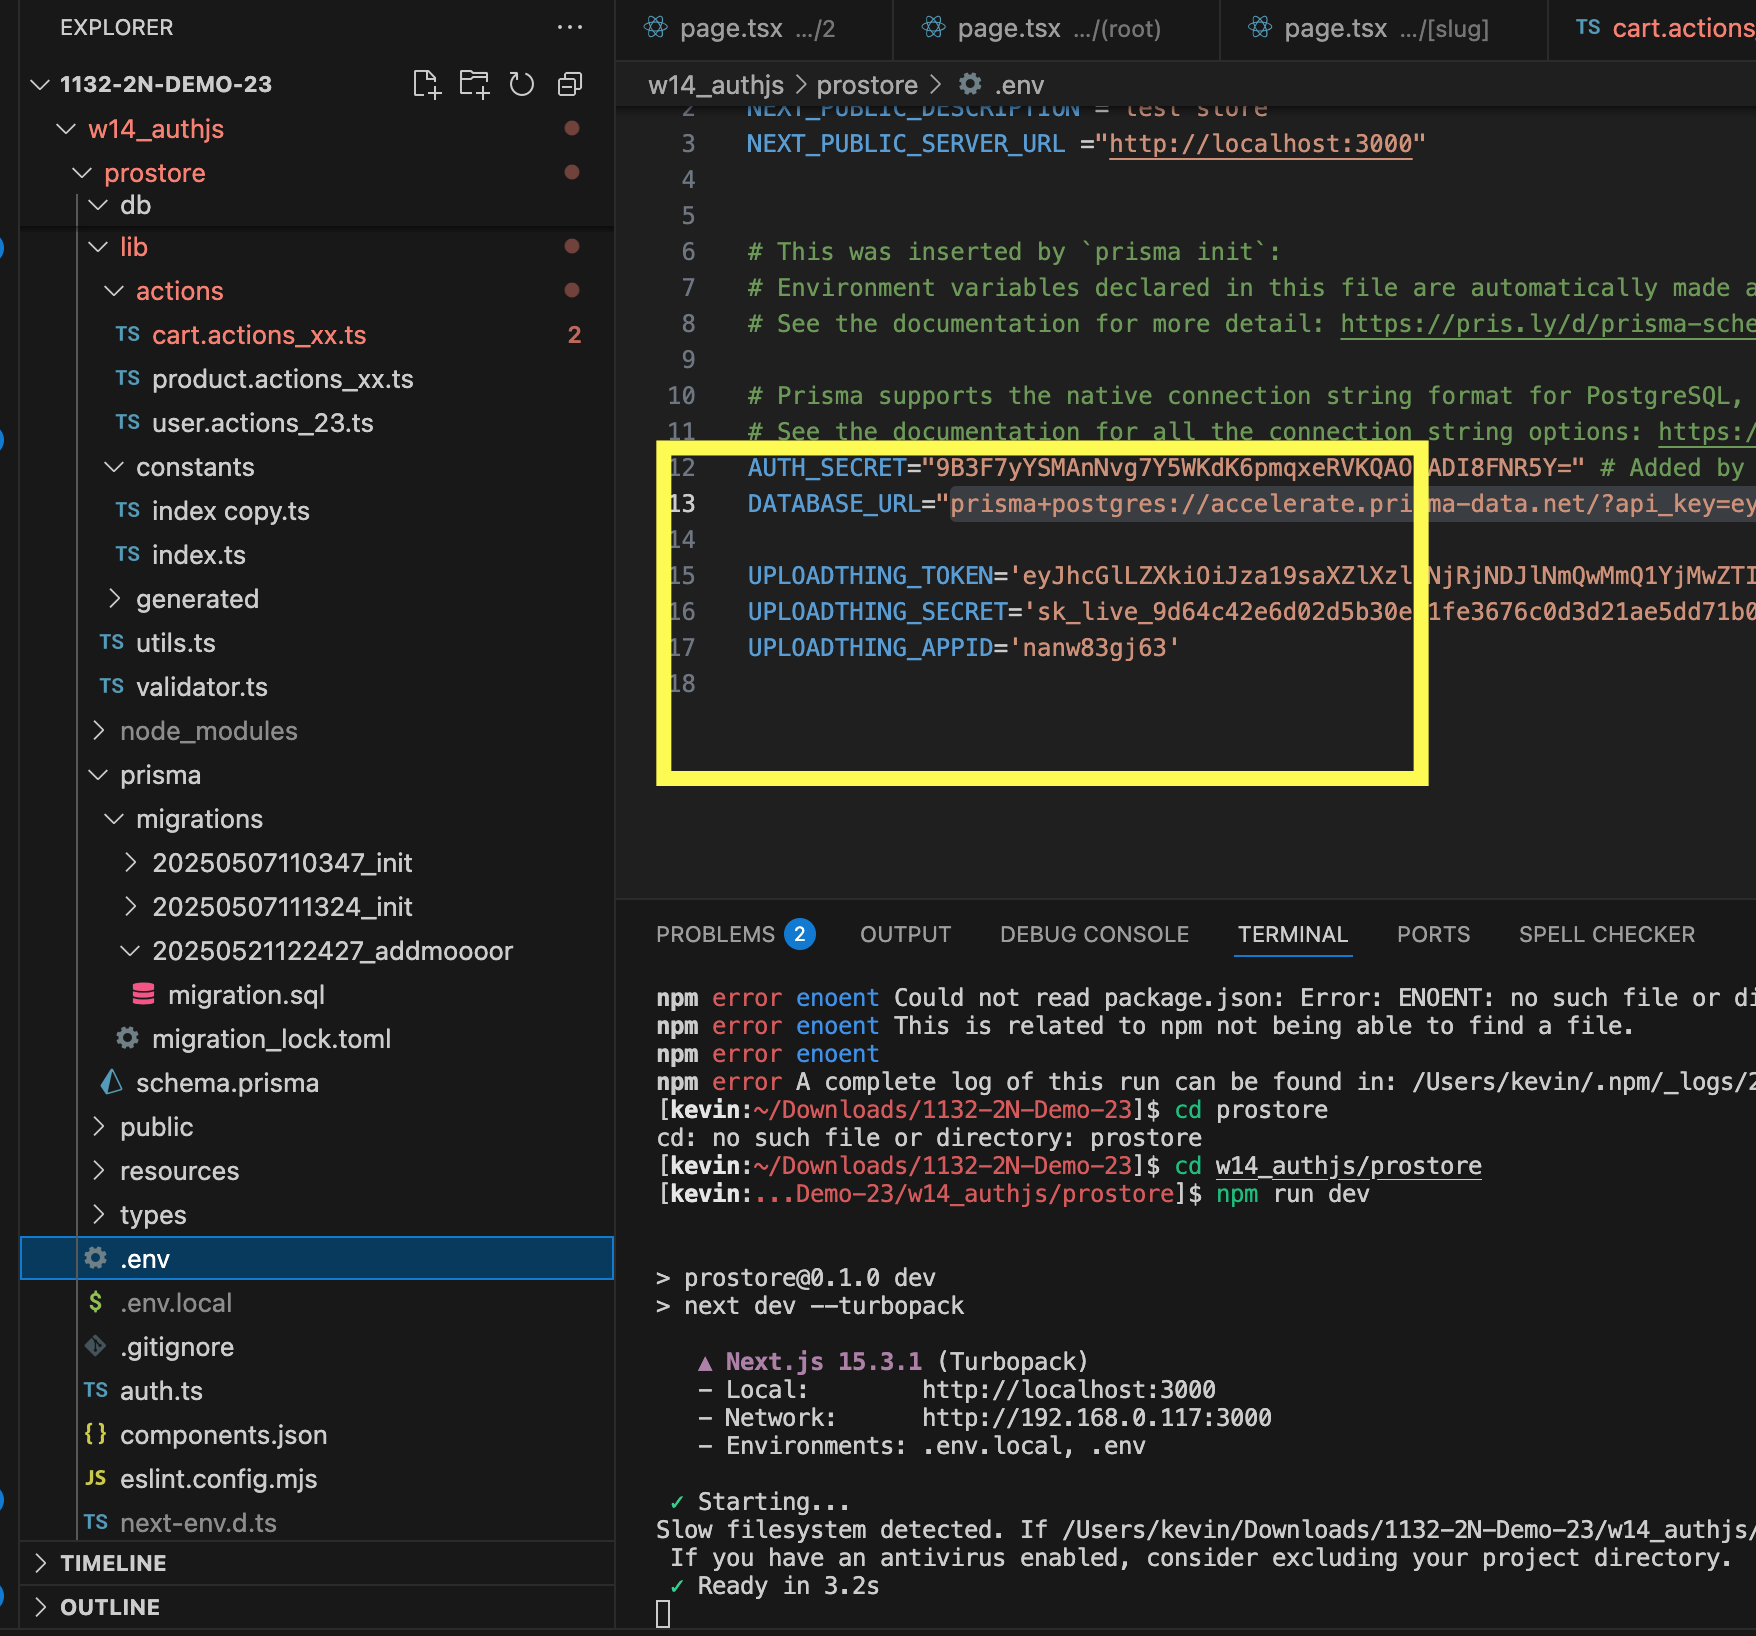 EXPLORER
1132-2N-DEMO-23
w14_authjs
prostore
db
lib
actions
TS cart.actions_xx.ts 2
TS product.actions_xx.ts
TS user.actions_23.ts
constants
TS index copy.ts
TS index.ts
generated
TS utils.ts
TS validator.ts
node_modules
prisma
migrations
20250507110347_init
20250507111324_init
20250521122427_addmoooor
migration.sql
migration_lock.toml
schema.prisma
public
resources
types
.env
$ .env.local
.gitignore
TS auth.ts
{} components.json
JS eslint.config.mjs
TS next-env.d.ts
TIMELINE
OUTLINE
page.tsx .../2 page.tsx .../(root) page.tsx .../[slug] TS cart.actions
w14_authjs > prostore > .env
2 NEXT_PUBLIC_DESCRIPTION = test store
3 NEXT_PUBLIC_SERVER_URL ="http://localhost:3000"
4
5
6 # This was inserted by `prisma init`:
7 # Environment variables declared in this file are automatically made
8 # See the documentation for more detail: https://pris.ly/d/prisma-sche
9
10 # Prisma supports the native connection string format for PostgreSQL,
11 # See the documentation for all the connection string options: https:/
12 AUTH_SECRET= # Added by
13 DATABASE_URL="prisma+postgres://accelerate.prisma-data.net/?api_key=ey
14
15 UPLOADTHING_TOKEN=
16 UPLOADTHING_SECRET=
17 UPLOADTHING_APPID='nanw83gj63'
18
PROBLEMS 2 OUTPUT DEBUG CONSOLE TERMINAL PORTS SPELL CHECKER
npm error enoent Could not read package.json: Error: ENOENT: no such file or di
npm error enoent This is related to npm not being able to find a file.
npm error enoent
npm error A complete log of this run can be found in: /Users/kevin/.npm/_logs/2
[kevin:~/Downloads/1132-2N-Demo-23]$ cd prostore
cd: no such file or directory: prostore
[kevin:~/Downloads/1132-2N-Demo-23]$ cd w14_authjs/prostore
[kevin:...Demo-23/w14_authjs/prostore]$ npm run dev
> prostore@0.1.0 dev
> next dev --turbopack
▲ Next.js 15.3.1 (Turbopack)
- Local: http://localhost:3000
- Network: http://192.168.0.117:3000
- Environments: .env.local, .env
✓ Starting...
Slow filesystem detected. If /Users/kevin/Downloads/1132-2N-Demo-23/w14_authjs/
If you have an antivirus enabled, consider excluding your project directory.
✓ Ready in 3.2s